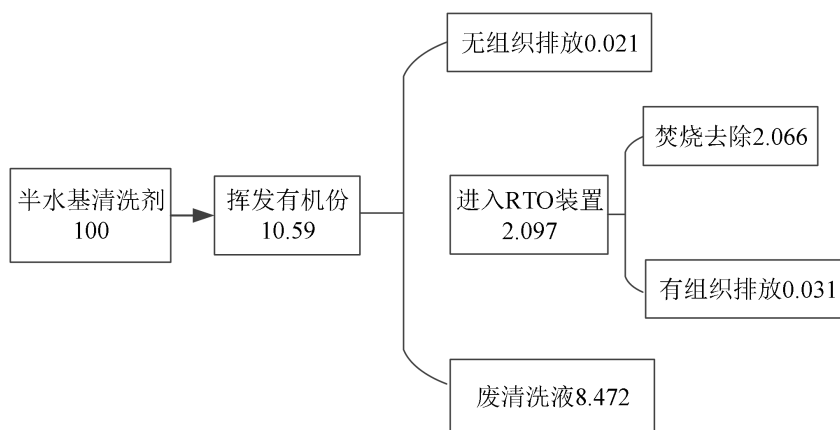 无组织排放0.021
焚烧去除2.066
半水基清洗剂
100
挥发有机份
10.59
进入RTO装置
2.097
有组织排放0.031
废清洗液8.472